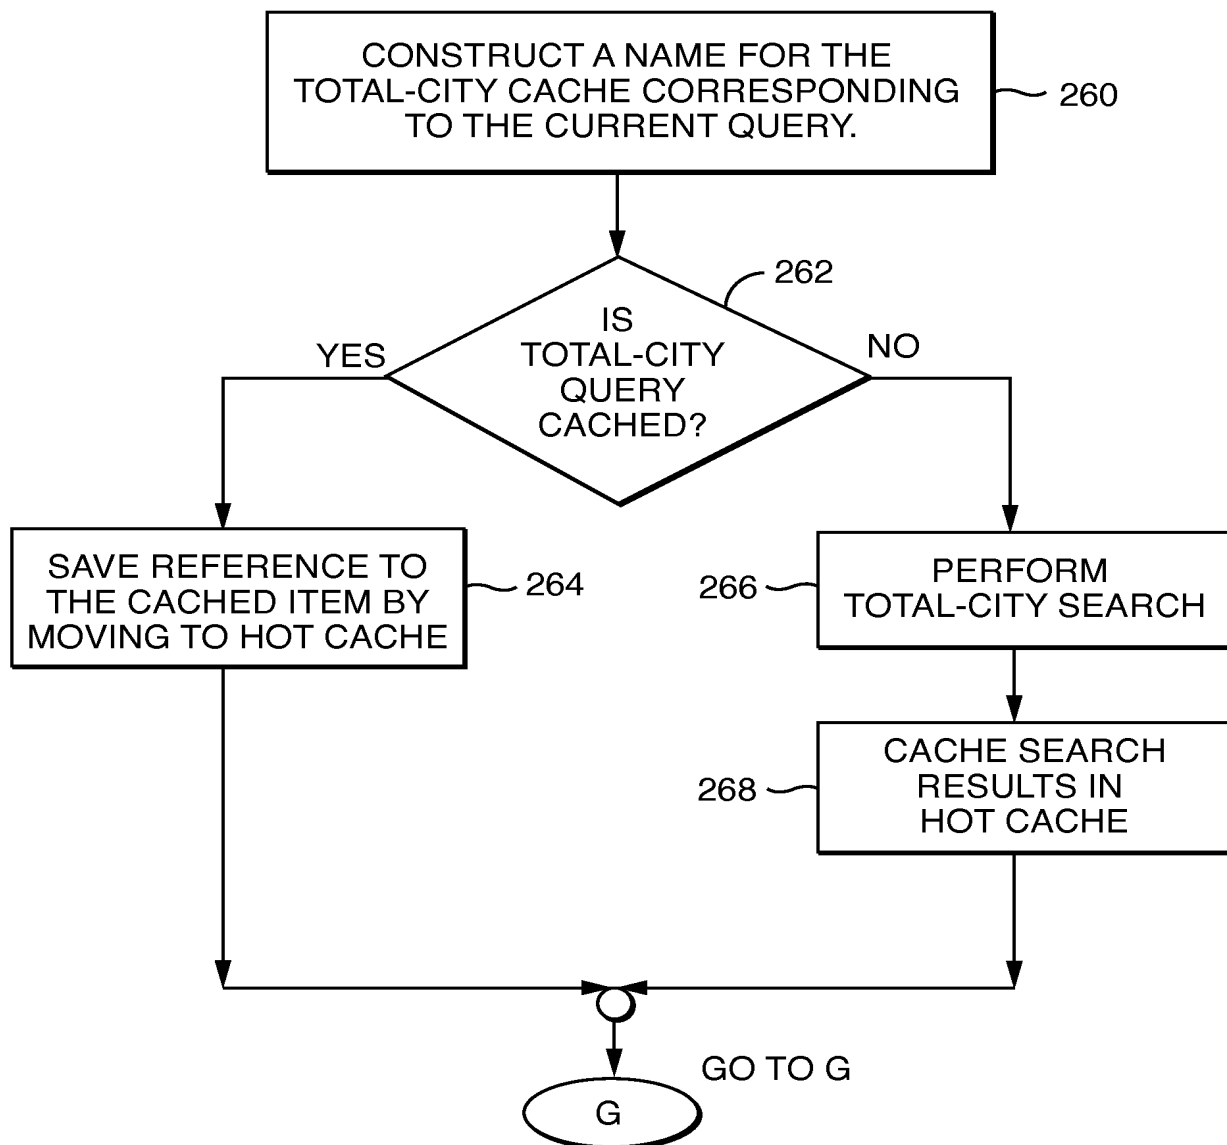 CONSTRUCT A NAME FOR THE
TOTAL-CITY CACHE CORRESPONDING
TO THE CURRENT QUERY.
260
262
IS
TOTAL-CITY
QUERY
CACHED?
YES
NO
SAVE REFERENCE TO
THE CACHED ITEM BY
MOVING TO HOT CACHE
264
266
PERFORM
TOTAL-CITY SEARCH
268
CACHE SEARCH
RESULTS IN
HOT CACHE
GO TO G
G